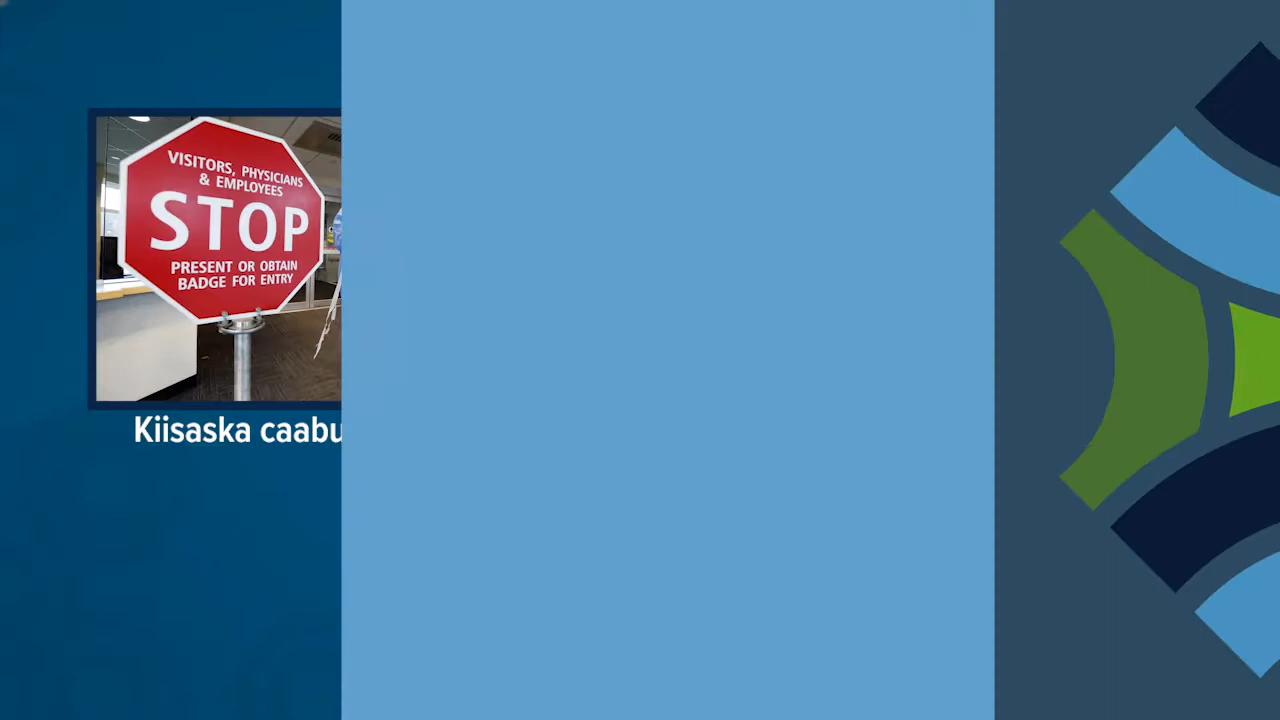 VISITORS, PHYSICIANS
& EMPLOYEES
STOP
PRESENT OR OBTAIN
BADGE FOR ENTRY
Kiisaska